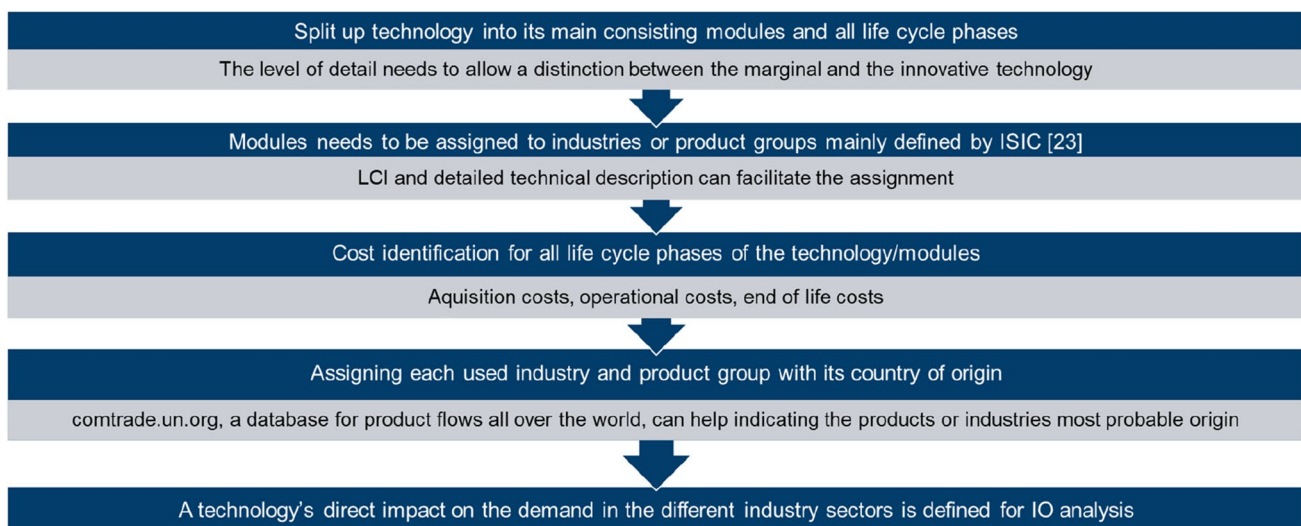 Split up technology into its main consisting modules and all life cycle phases
The level of detail needs to allow a distinction between the marginal and the innovative technology
Modules needs to be assigned to industries or product groups mainly defined by ISIC [23]
LCI and detailed technical description can facilitate the assignment
Cost identification for all life cycle phases of the technology/modules
Aquisition costs, operational costs, end of life costs
Assigning each used industry and product group with its country of origin
comtrade.un.org, a database for product flows all over the world, can help indicating the products or industries most probable origin
A technology's direct impact on the demand in the different industry sectors is defined for IO analysis